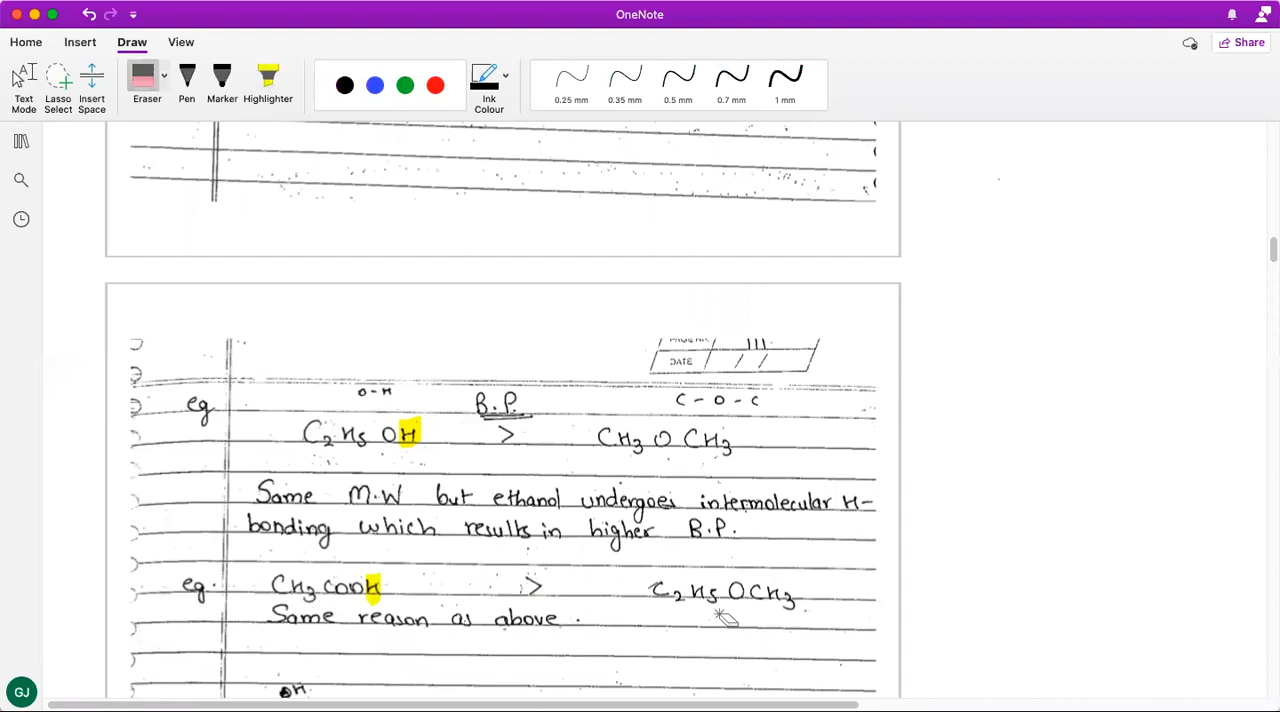 OneNote
Home Insert Draw View
Share
Text Mode
Lasso Select
Insert Space
Eraser
Pen
Marker
Highlighter
Ink Colour
0.25 mm
0.35 mm
0.5 mm
0.7 mm
1 mm
DATE / /
O-H
C-O-C
eg
B.P.
C2H5OH > CH3OCH3
Same M.W but ethanol undergoes intermolecular H-
bonding which results in higher B.P.
eg. CH3COOH > C2H5OCH3
Same reason as above.
OH
GJ